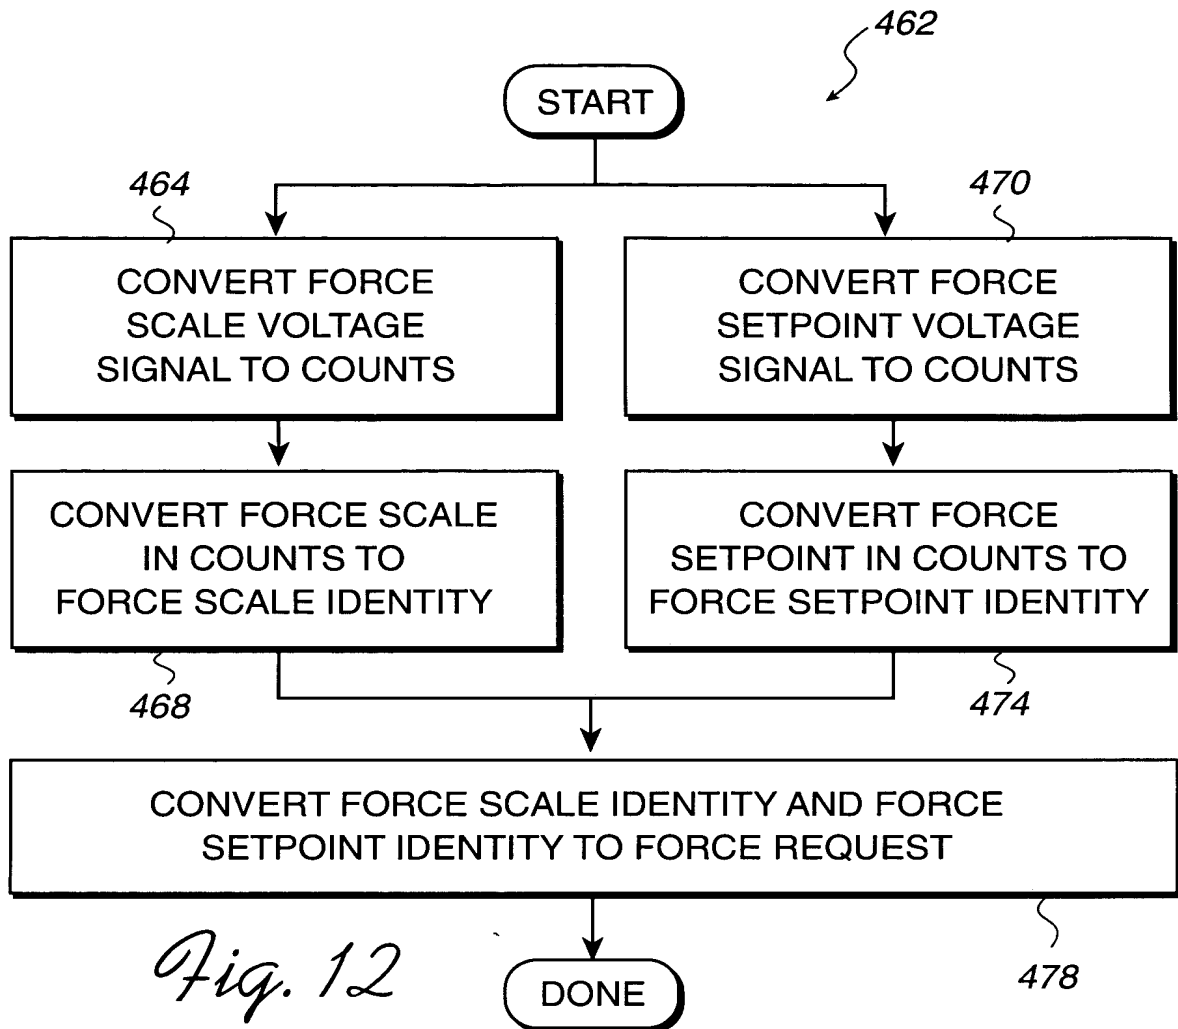 462
START
464
470
CONVERT FORCE
SCALE VOLTAGE
SIGNAL TO COUNTS
CONVERT FORCE
SETPOINT VOLTAGE
SIGNAL TO COUNTS
CONVERT FORCE SCALE
IN COUNTS TO
FORCE SCALE IDENTITY
CONVERT FORCE
SETPOINT IN COUNTS TO
FORCE SETPOINT IDENTITY
468
474
CONVERT FORCE SCALE IDENTITY AND FORCE
SETPOINT IDENTITY TO FORCE REQUEST
478
Fig. 12
DONE